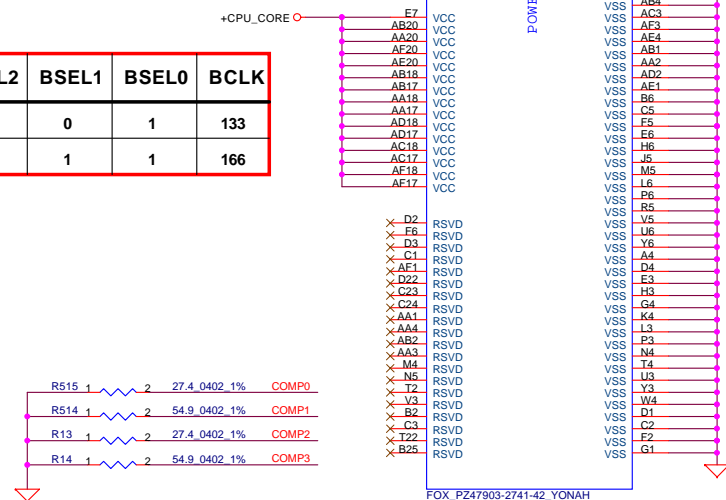 +CPU_CORE
L2 BSEL1 BSEL0 BCLK
0 1 133
1 1 166
POWE
E7 VCC
AB20 VCC
AA20 VCC
AF20 VCC
AE20 VCC
AB18 VCC
AB17 VCC
AA18 VCC
AA17 VCC
AD18 VCC
AD17 VCC
AC18 VCC
AC17 VCC
AF18 VCC
AF17 VCC
D2 RSVD
F6 RSVD
D3 RSVD
C1 RSVD
AF1 RSVD
D22 RSVD
C23 RSVD
C24 RSVD
AA1 RSVD
AA4 RSVD
AB2 RSVD
AA3 RSVD
M4 RSVD
N5 RSVD
T2 RSVD
V3 RSVD
B2 RSVD
C3 RSVD
T22 RSVD
B25 RSVD
VSS AB4
VSS AC3
VSS AF3
VSS AE4
VSS AB1
VSS AA2
VSS AD2
VSS AE1
VSS B6
VSS C5
VSS F5
VSS E6
VSS H6
VSS J5
VSS M5
VSS L6
VSS P6
VSS R5
VSS V5
VSS U6
VSS Y6
VSS A4
VSS D4
VSS E3
VSS H3
VSS G4
VSS K4
VSS L3
VSS P3
VSS N4
VSS T4
VSS U3
VSS Y3
VSS W4
VSS D1
VSS C2
VSS F2
VSS G1
R515 1 2 27.4_0402_1% COMP0
R514 1 2 54.9_0402_1% COMP1
R13 1 2 27.4_0402_1% COMP2
R14 1 2 54.9_0402_1% COMP3
FOX_PZ47903-2741-42_YONAH